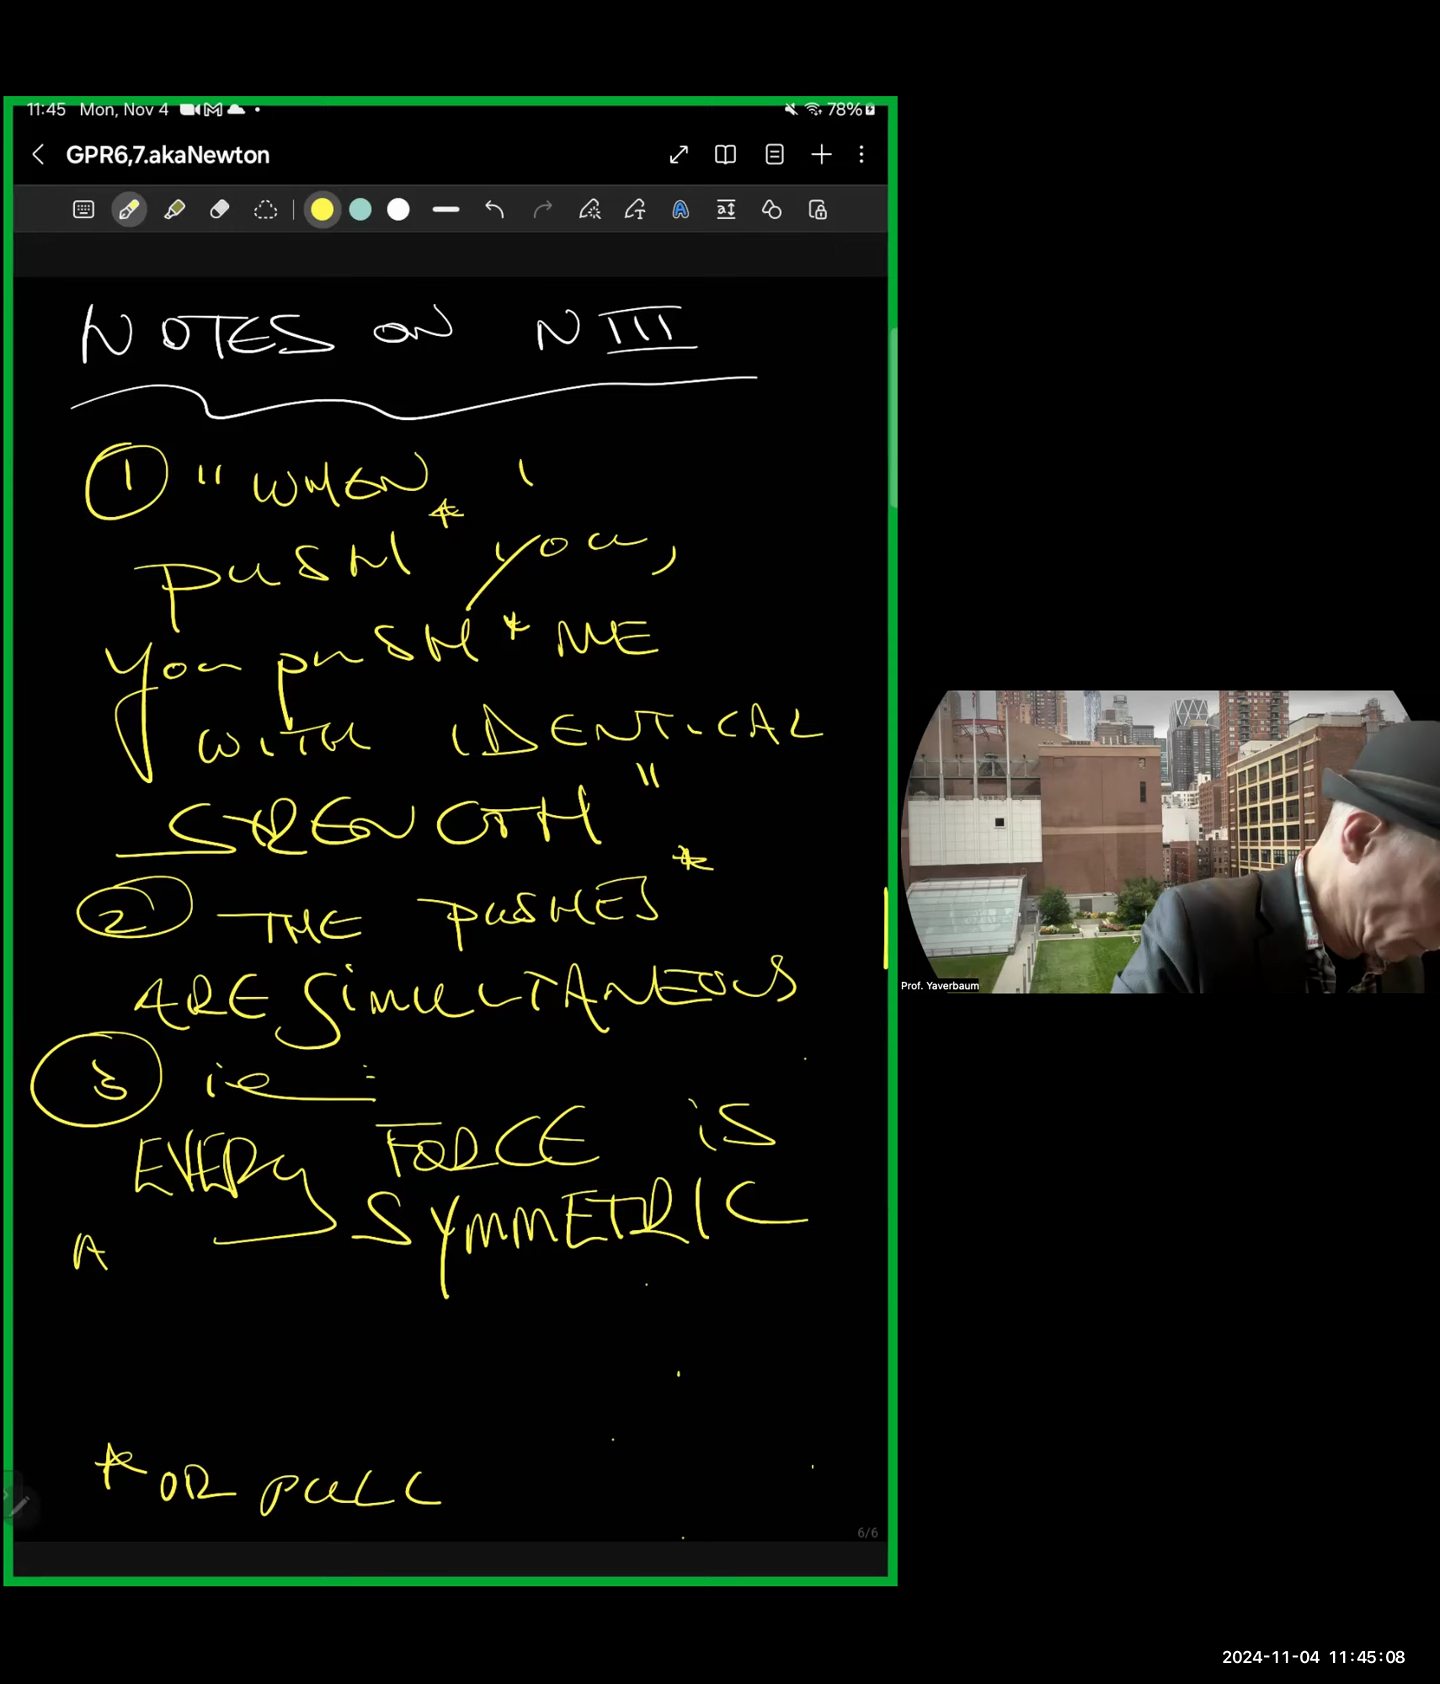 11:45 Mon, Nov 4 78%
GPR6,7.akaNewton
NOTES ON NIII
① "WHEN I
PUSH* YOU,
YOU PUSH* ME
WITH IDENTICAL
STRENGTH"
② THE PUSHES*
ARE SIMULTANEOUS
③ ie:
EVERY FORCE iS
SYMMETRIC
A
* OR PULL
6/6
Prof. Yaverbaum
2024-11-04 11:45:08